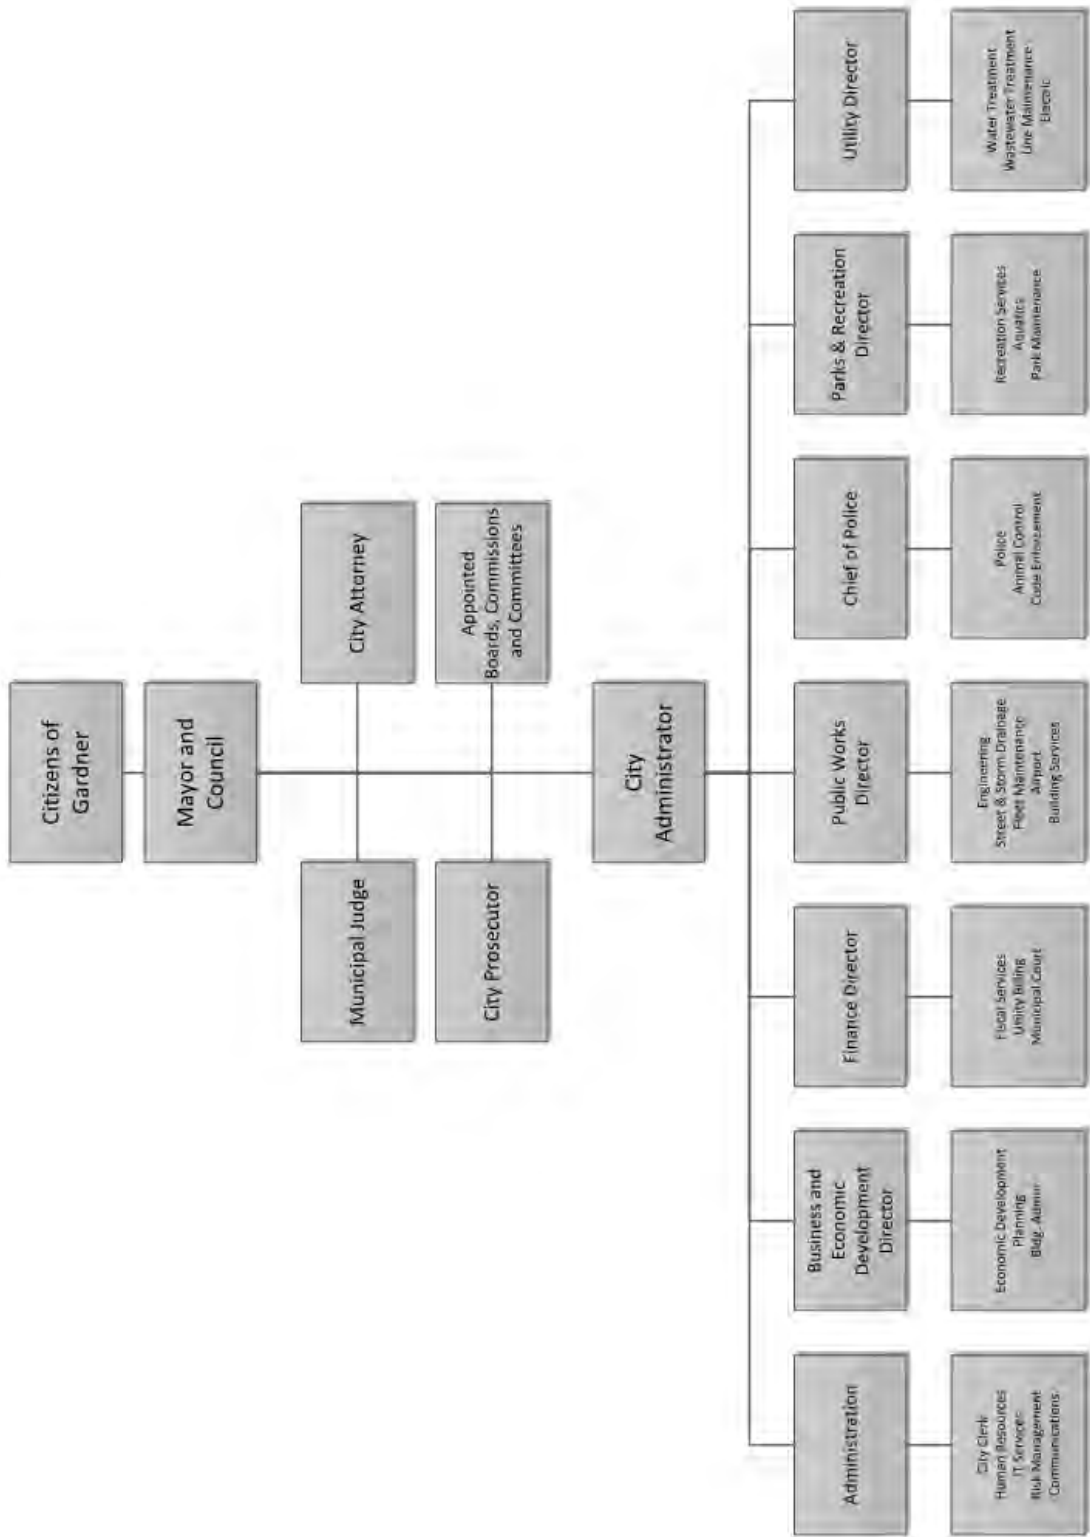 Citizens of
Gardner
Mayor and
Council
Municipal Judge
City Attorney
City Prosecutor
Appointed
Boards, Commissions
and Committees
City
Administrator
Administration
Business and
Economic
Development
Director
Finance Director
Public Works
Director
Chief of Police
Parks & Recreation
Director
Utility Director
City Clerk
Human Resources
IT Services
Risk Management
Communications
Economic Development
Planning
Bldg. Admin
Fiscal Services
Utility Billing
Municipal Court
Engineering
Street & Storm Drainage
Fleet Maintenance
Airport
Building Services
Police
Animal Control
Code Enforcement
Recreation Services
Aquatics
Park Maintenance
Water Treatment
Wastewater Treatment
Line Maintenance
Electric